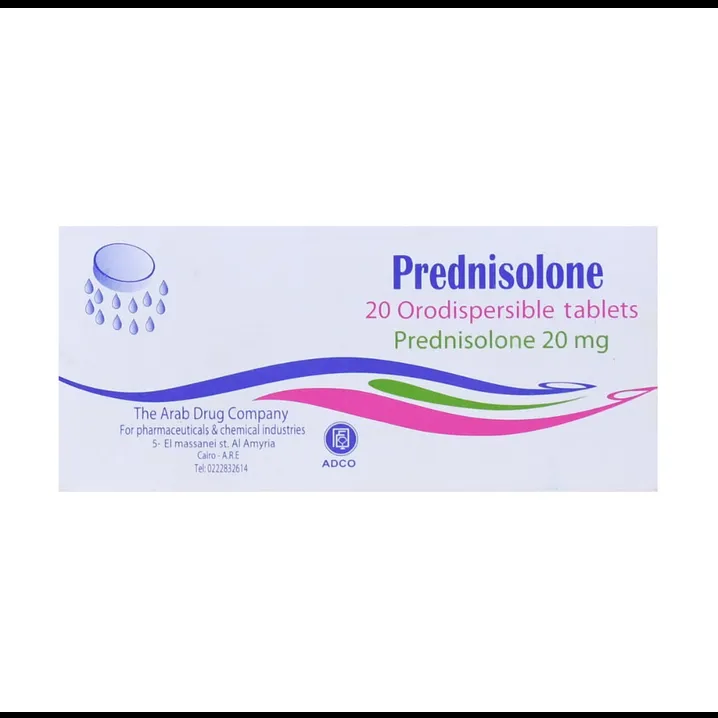 Prednisolone
20 Orodispersible tablets
Prednisolone 20 mg
The Arab Drug Company
For pharmaceuticals & chemical industries
5- El massanei st. Al Amyria
Cairo - A.R.E
Tel: 0222832614
ADCO